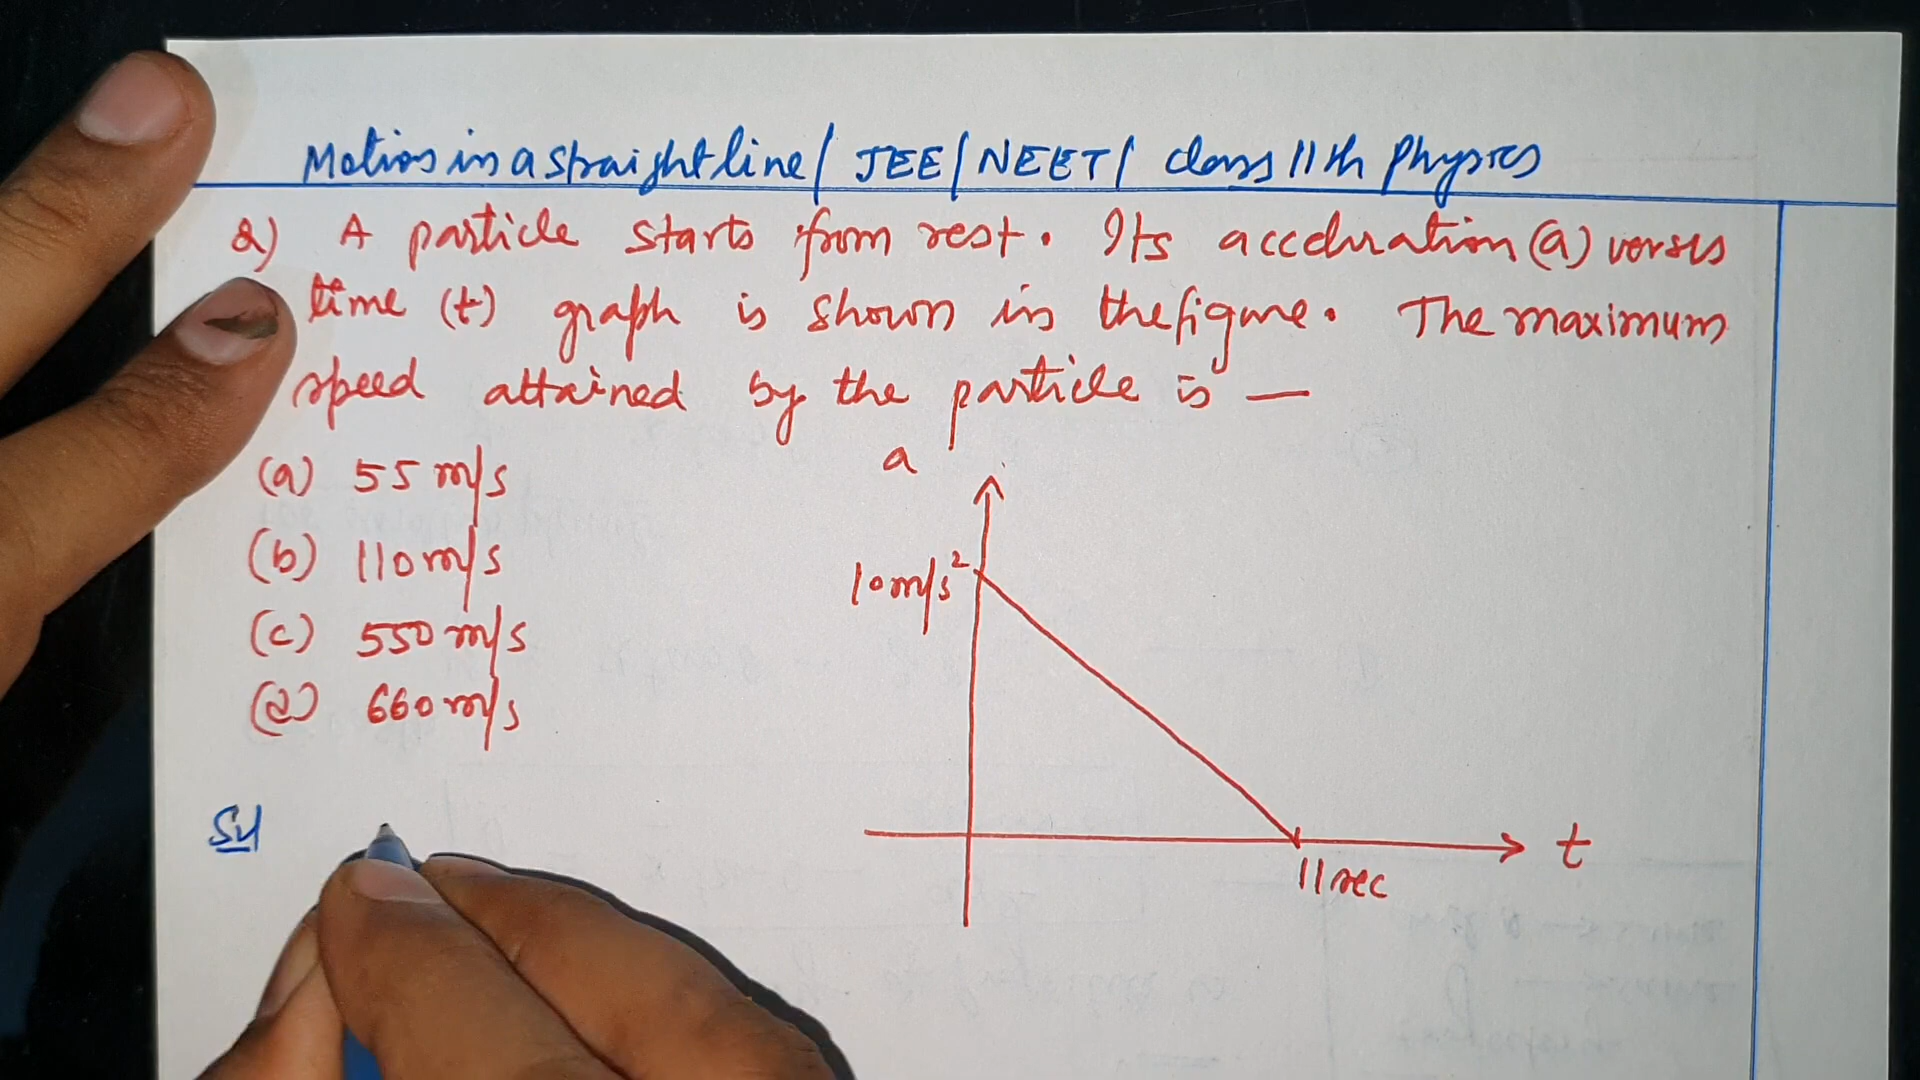 Motion in a straight line / JEE / NEET / class 11th physics
Q) A particle starts from rest. Its acceleration (a) verses
time (t) graph is shown in the figure. The maximum
speed attained by the particle is —
(a) 55 m/s
(b) 110 m/s
(c) 550 m/s
(d) 660 m/s
a
10 m/s²
t
11 sec
Sol